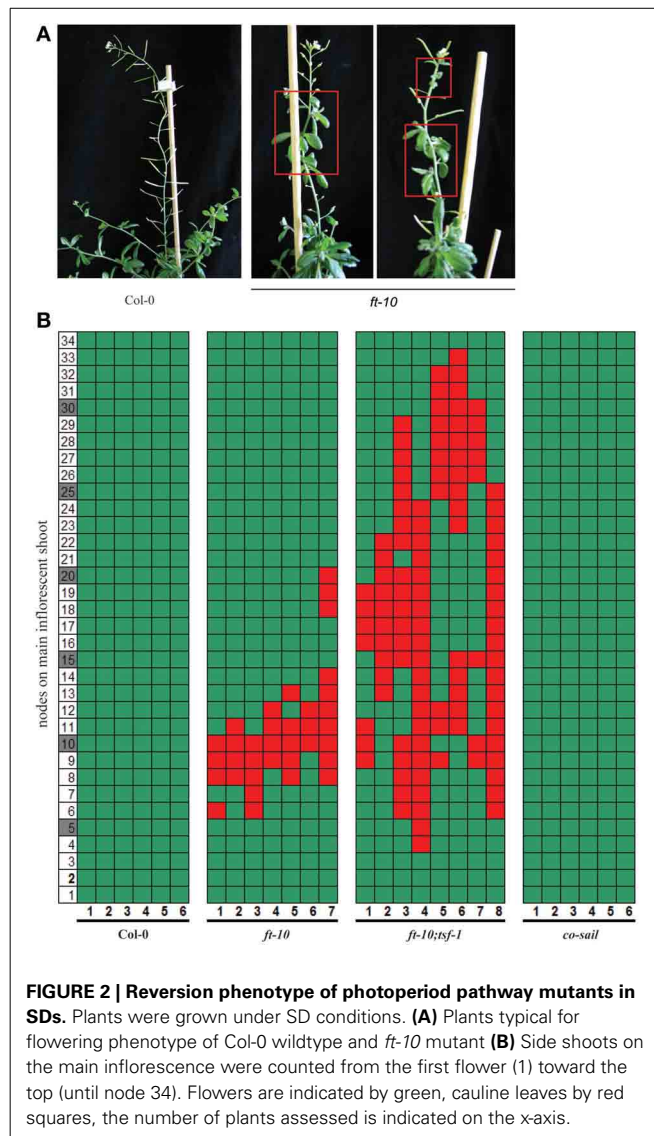 A
Col-0
ft-10
B
nodes on main inflorescent shoot
34
33
32
31
30
29
28
27
26
25
24
23
22
21
20
19
18
17
16
15
14
13
12
11
10
9
8
7
6
5
4
3
2
1
1 2 3 4 5 6 1 2 3 4 5 6 7 1 2 3 4 5 6 7 8 1 2 3 4 5 6
Col-0 ft-10 ft-10;tsf-1 co-sail
FIGURE 2 | Reversion phenotype of photoperiod pathway mutants in
SDs. Plants were grown under SD conditions. (A) Plants typical for
flowering phenotype of Col-0 wildtype and ft-10 mutant (B) Side shoots on
the main inflorescence were counted from the first flower (1) toward the
top (until node 34). Flowers are indicated by green, cauline leaves by red
squares, the number of plants assessed is indicated on the x-axis.